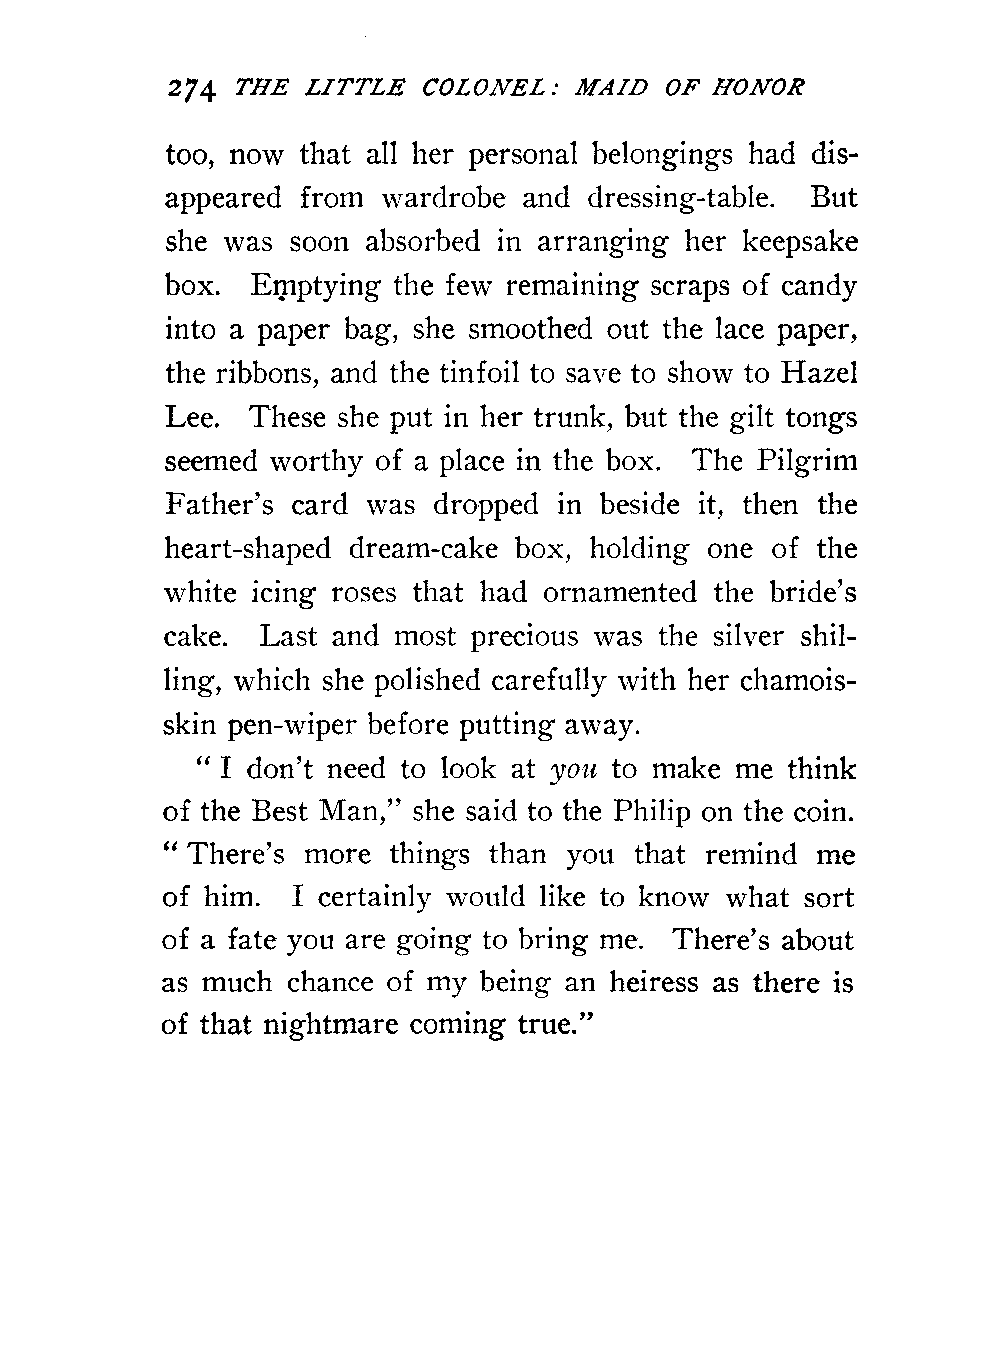 274 THE LITTLE COLONEL: MAID OF HONOR
too, now that all her personal belongings had dis-
appeared from wardrobe and dressing-table. But
she was soon absorbed in arranging her keepsake
box. Emptying the few remaining scraps of candy
into a paper bag, she smoothed out the lace paper,
the ribbons, and the tinfoil to save to show to Hazel
Lee. These she put in her trunk, but the gilt tongs
seemed worthy of a place in the box. The Pilgrim
Father's card was dropped in beside it, then the
heart-shaped dream-cake box, holding one of the
white icing roses that had ornamented the bride's
cake. Last and most precious was the silver shil-
ling, which she polished carefully with her chamois-
skin pen-wiper before putting away.
" I don't need to look at you to make me think
of the Best Man," she said to the Philip on the coin.
" There's more things than you that remind me
of him. I certainly would like to know what sort
of a fate you are going to bring me. There's about
as much chance of my being an heiress as there is
of that nightmare coming true."